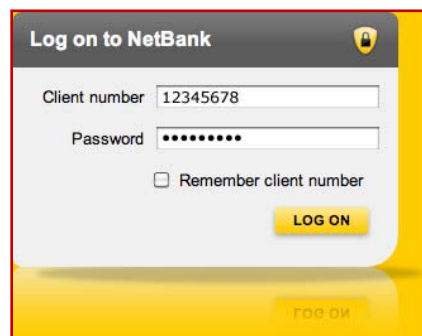 Log on to NetBank
Client number 12345678
Password •••••••••
Remember client number
LOG ON